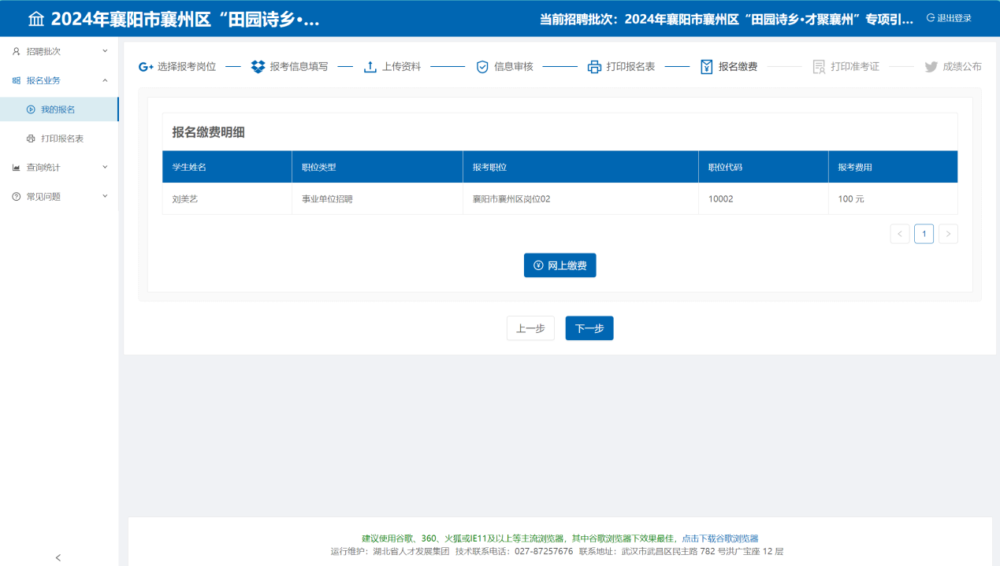 2024年襄阳市襄州区“田园诗乡•...
当前招聘批次：2024年襄阳市襄州区“田园诗乡•才聚襄州”专项引...
退出登录
招聘批次
报名业务
我的报名
打印报名表
查询统计
常见问题
选择报考岗位
报考信息填写
上传资料
信息审核
打印报名表
报名缴费
打印准考证
成绩公布
报名缴费明细
学生姓名 职位类型 报考职位 职位代码 报考费用
刘美艺 事业单位招聘 襄阳市襄州区岗位02 10002 100 元
< 1 >
网上缴费
上一步 下一步
建议使用谷歌、360、火狐或IE11及以上等主流浏览器，其中谷歌浏览器下效果最佳，点击下载谷歌浏览器
运行维护：湖北省人才发展集团 技术联系电话：027-87257676 联系地址：武汉市武昌区民主路 782 号洪广宝座 12 层